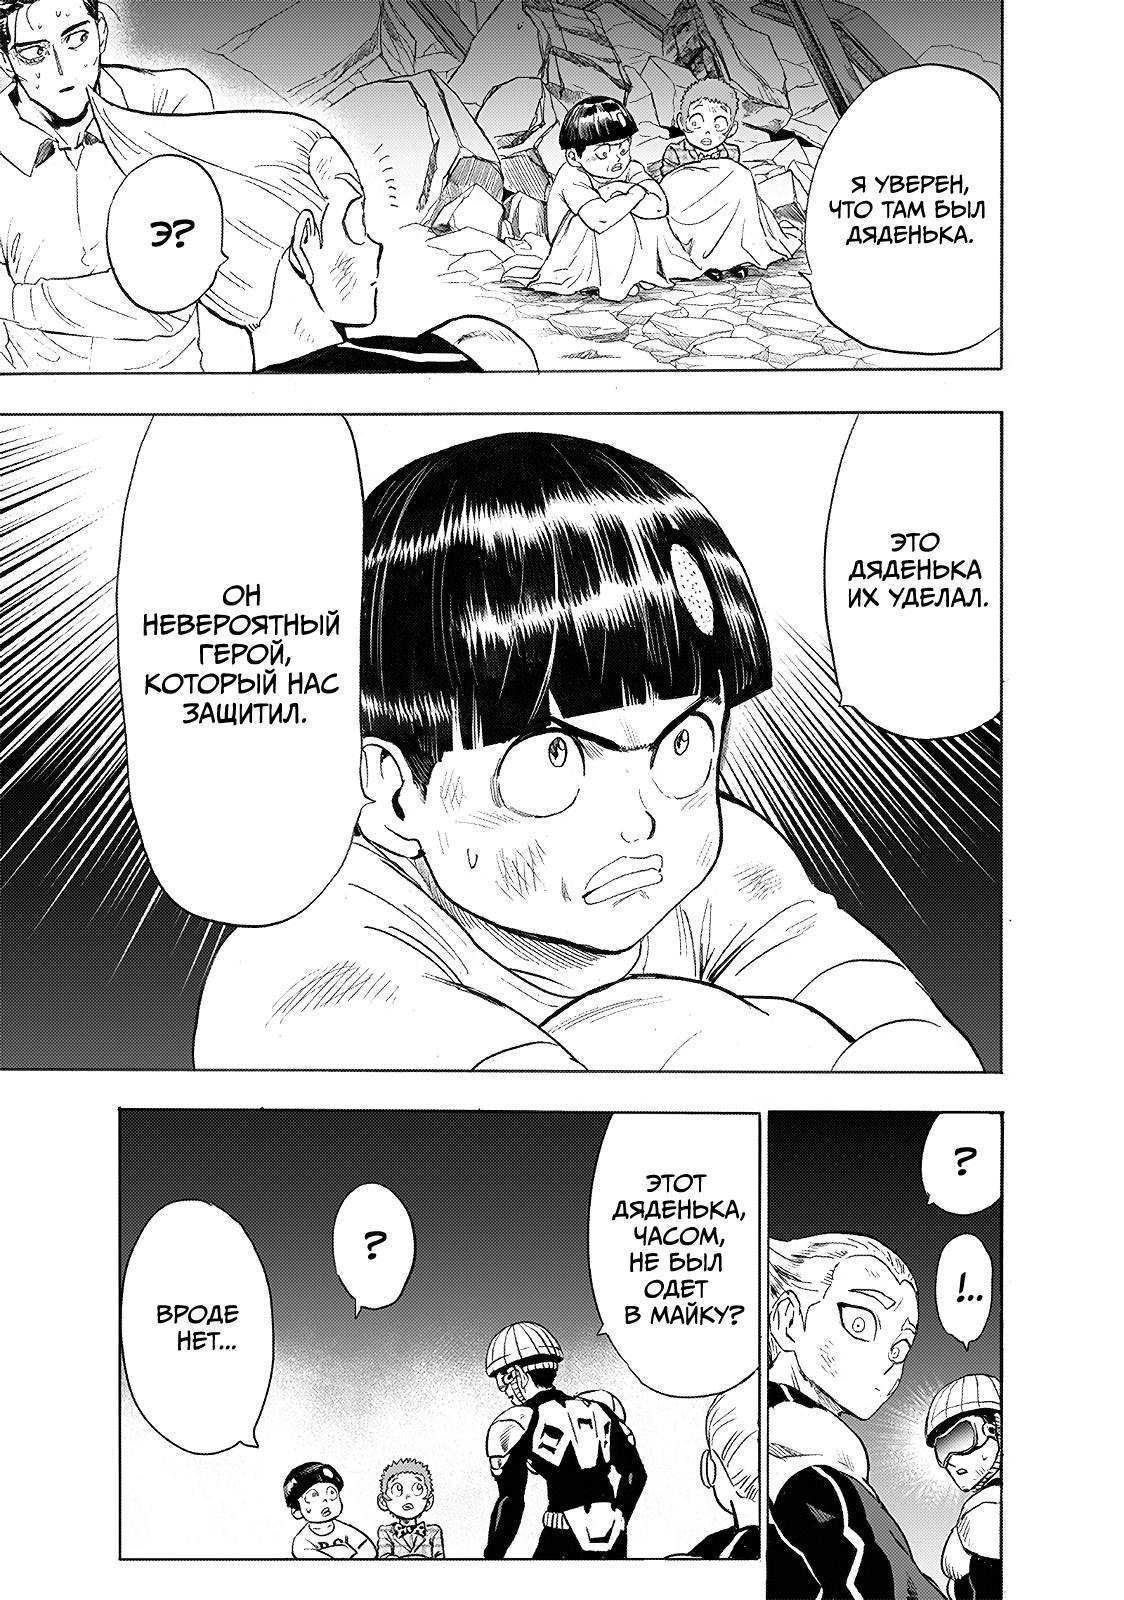 Я УВЕРЕН,
ЧТО ТАМ БЫЛ
ДЯДЕНЬКА.
Э?
ЭТО
ДЯДЕНЬКА
ИХ УДЕЛАЛ.
ОН
НЕВЕРОЯТНЫЙ
ГЕРОЙ,
КОТОРЫЙ НАС
ЗАЩИТИЛ.
?
!..
ЭТОТ
ДЯДЕНЬКА,
ЧАСОМ,
НЕ БЫЛ
ОДЕТ
В МАЙКУ?
?
ВРОДЕ
НЕТ...